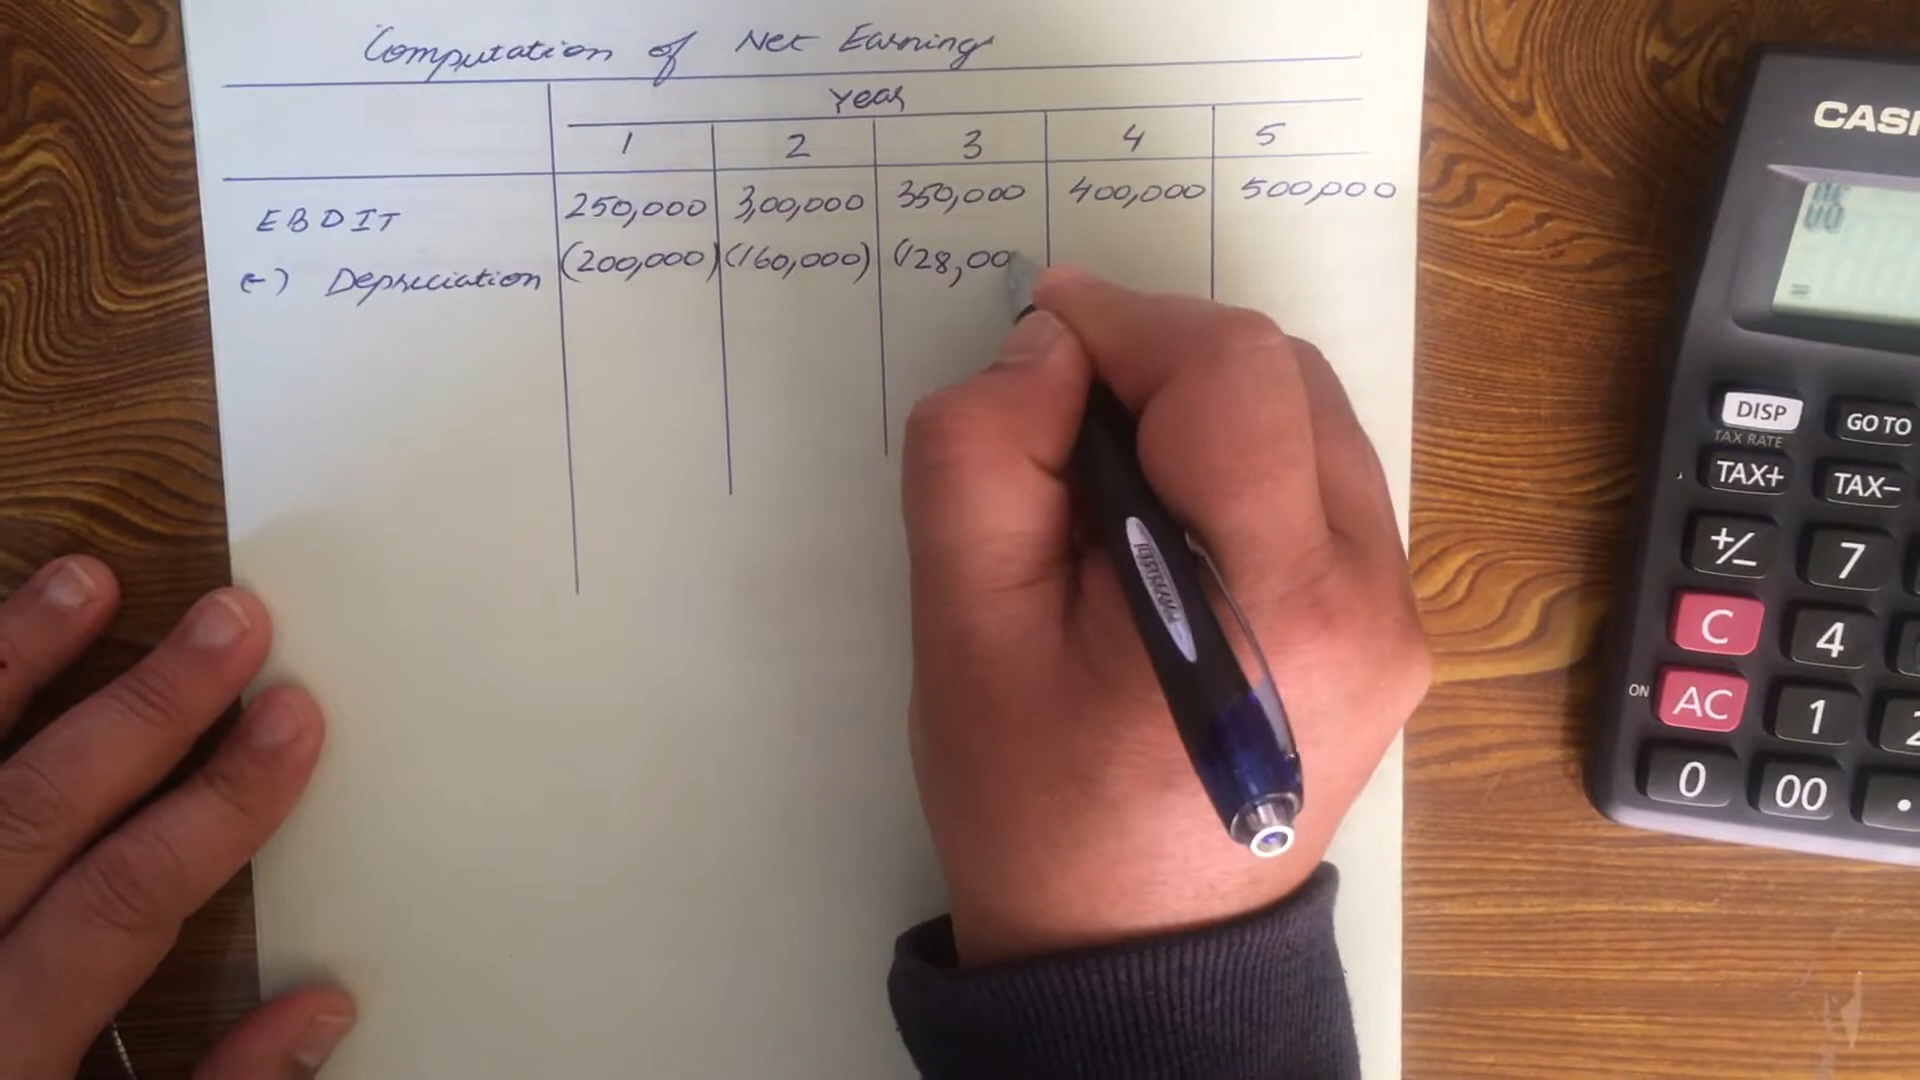 Computation of Net Earnings
Year
1 2 3 4 5
EBDIT 250,000 3,00,000 350,000 400,000 500,000
(-) Depreciation (200,000) (160,000) (128,00
CASI
DISP GO TO
TAX RATE
TAX+ TAX−
+/− 7
C 4
ON AC 1 2
0 00 .